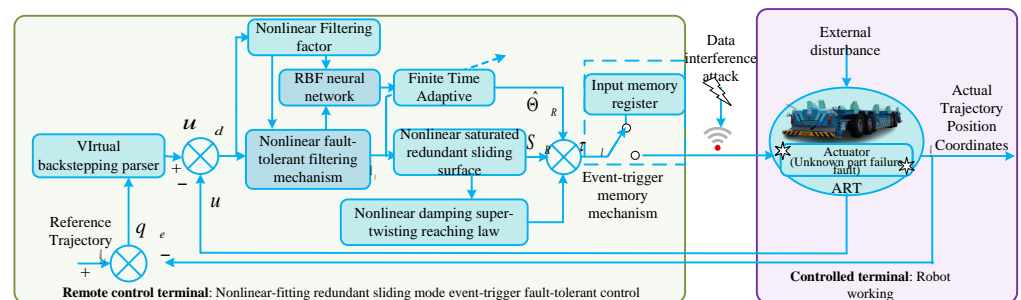 Nonlinear Filtering
factor
RBF neural
network
Finite Time
Adaptive
Data
interference
attack
External
disturbance
Input memory
register
Actual
Trajectory
Position
Coordinates
u d
Θ̂ R
VIrtual
backstepping parser
+
−
Nonlinear fault-
tolerant filtering
mechanism
Nonlinear saturated
redundant sliding
surface
S R
τ
Actuator
(Unknown part failure
fault)
ART
Event-trigger
memory
mechanism
u
Nonlinear damping super-
twisting reaching law
Reference
Trajectory
q e
−
+
Remote control terminal: Nonlinear-fitting redundant sliding mode event-trigger fault-tolerant control
Controlled terminal: Robot
working